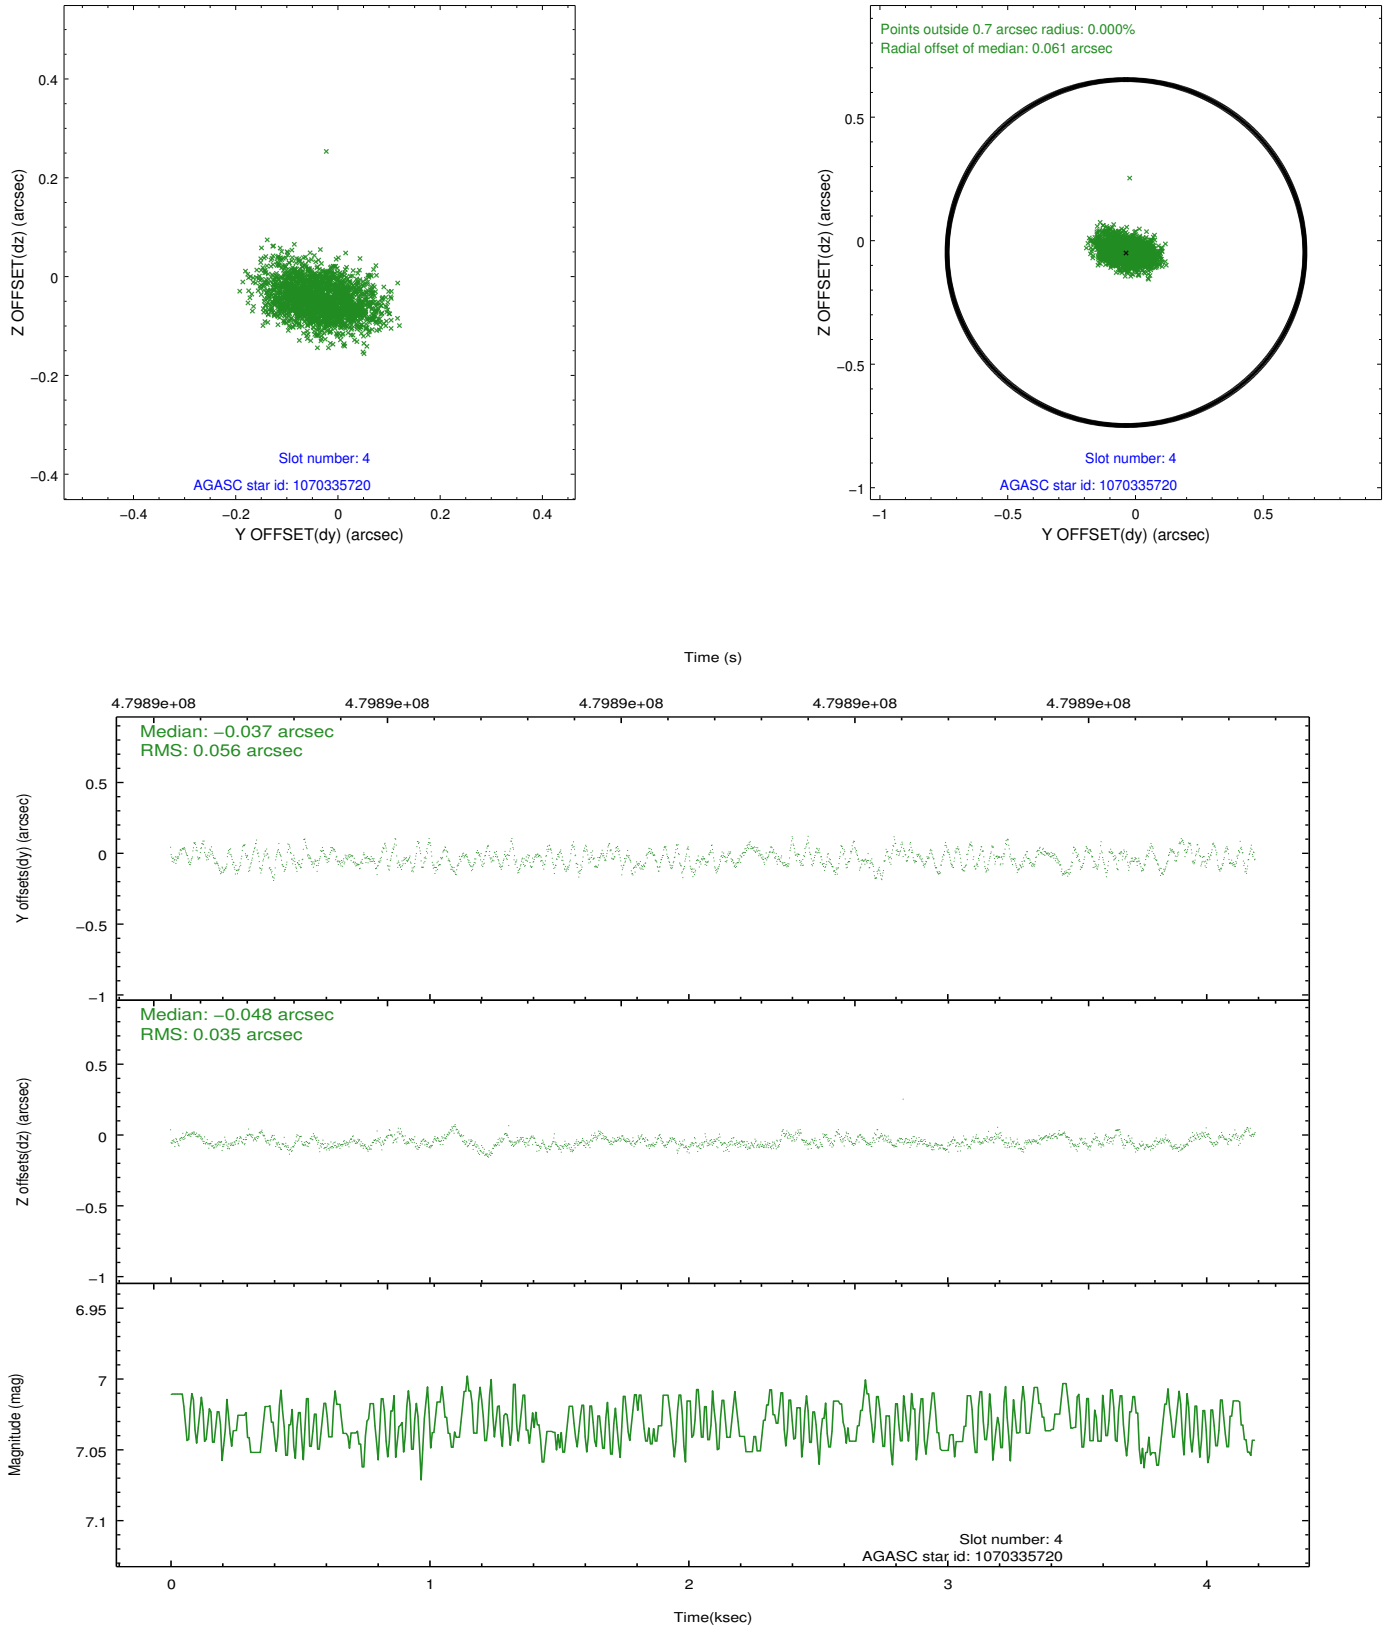 0.4
0.2
0
−0.2
−0.4
Z OFFSET(dz) (arcsec)
Slot number: 4
AGASC star id: 1070335720
−0.4 −0.2 0 0.2 0.4
Y OFFSET(dy) (arcsec)
Points outside 0.7 arcsec radius: 0.000%
Radial offset of median: 0.061 arcsec
0.5
0
−0.5
−1
Z OFFSET(dz) (arcsec)
Slot number: 4
AGASC star id: 1070335720
−1 −0.5 0 0.5
Y OFFSET(dy) (arcsec)
Time (s)
4.7989e+08 4.7989e+08 4.7989e+08 4.7989e+08 4.7989e+08
Median: −0.037 arcsec
RMS: 0.056 arcsec
0.5
0
−0.5
−1
Y offsets(dy) (arcsec)
Median: −0.048 arcsec
RMS: 0.035 arcsec
0.5
0
−0.5
−1
Z offsets(dz) (arcsec)
6.95
7
7.05
7.1
Magnitude (mag)
Slot number: 4
AGASC star id: 1070335720
0 1 2 3 4
Time(ksec)